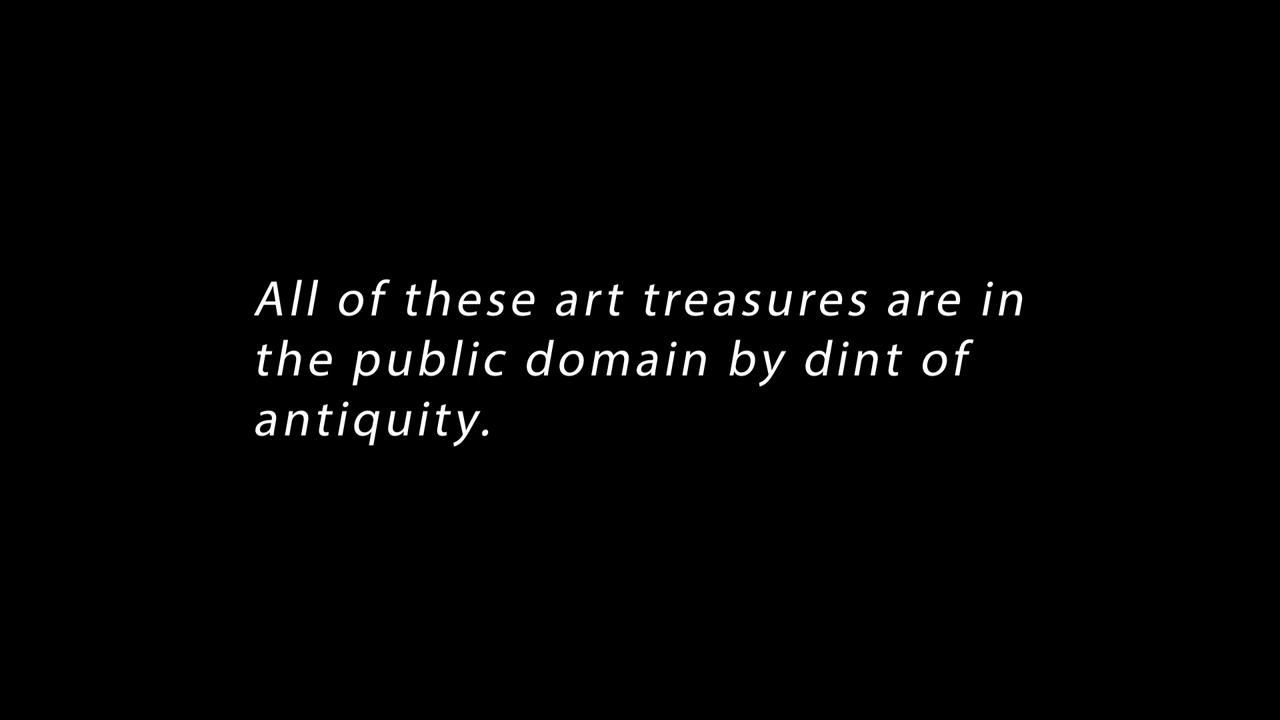 All of these art treasures are in
the public domain by dint of
antiquity.